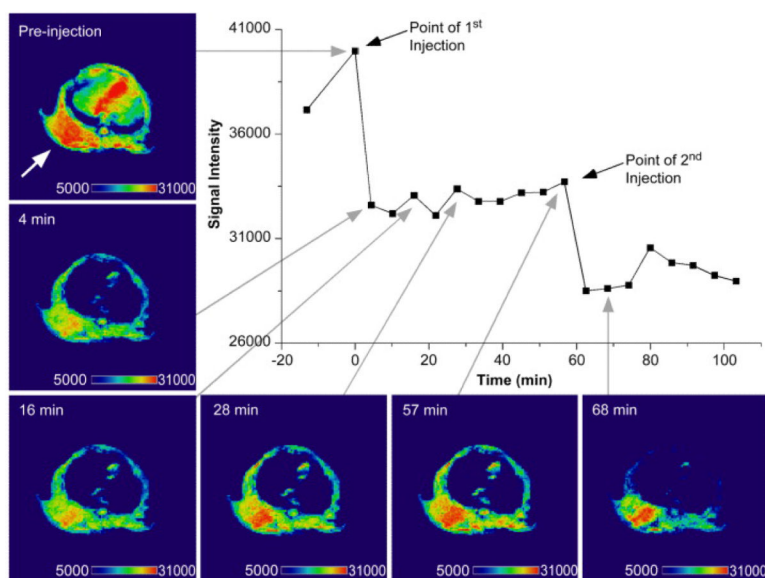 Pre-injection
5000 31000
4 min
5000 31000
16 min
5000 31000
28 min
5000 31000
57 min
5000 31000
68 min
5000 31000
41000
36000
31000
26000
Signal Intensity
-20 0 20 40 60 80 100
Time (min)
Point of 1st
Injection
Point of 2nd
Injection